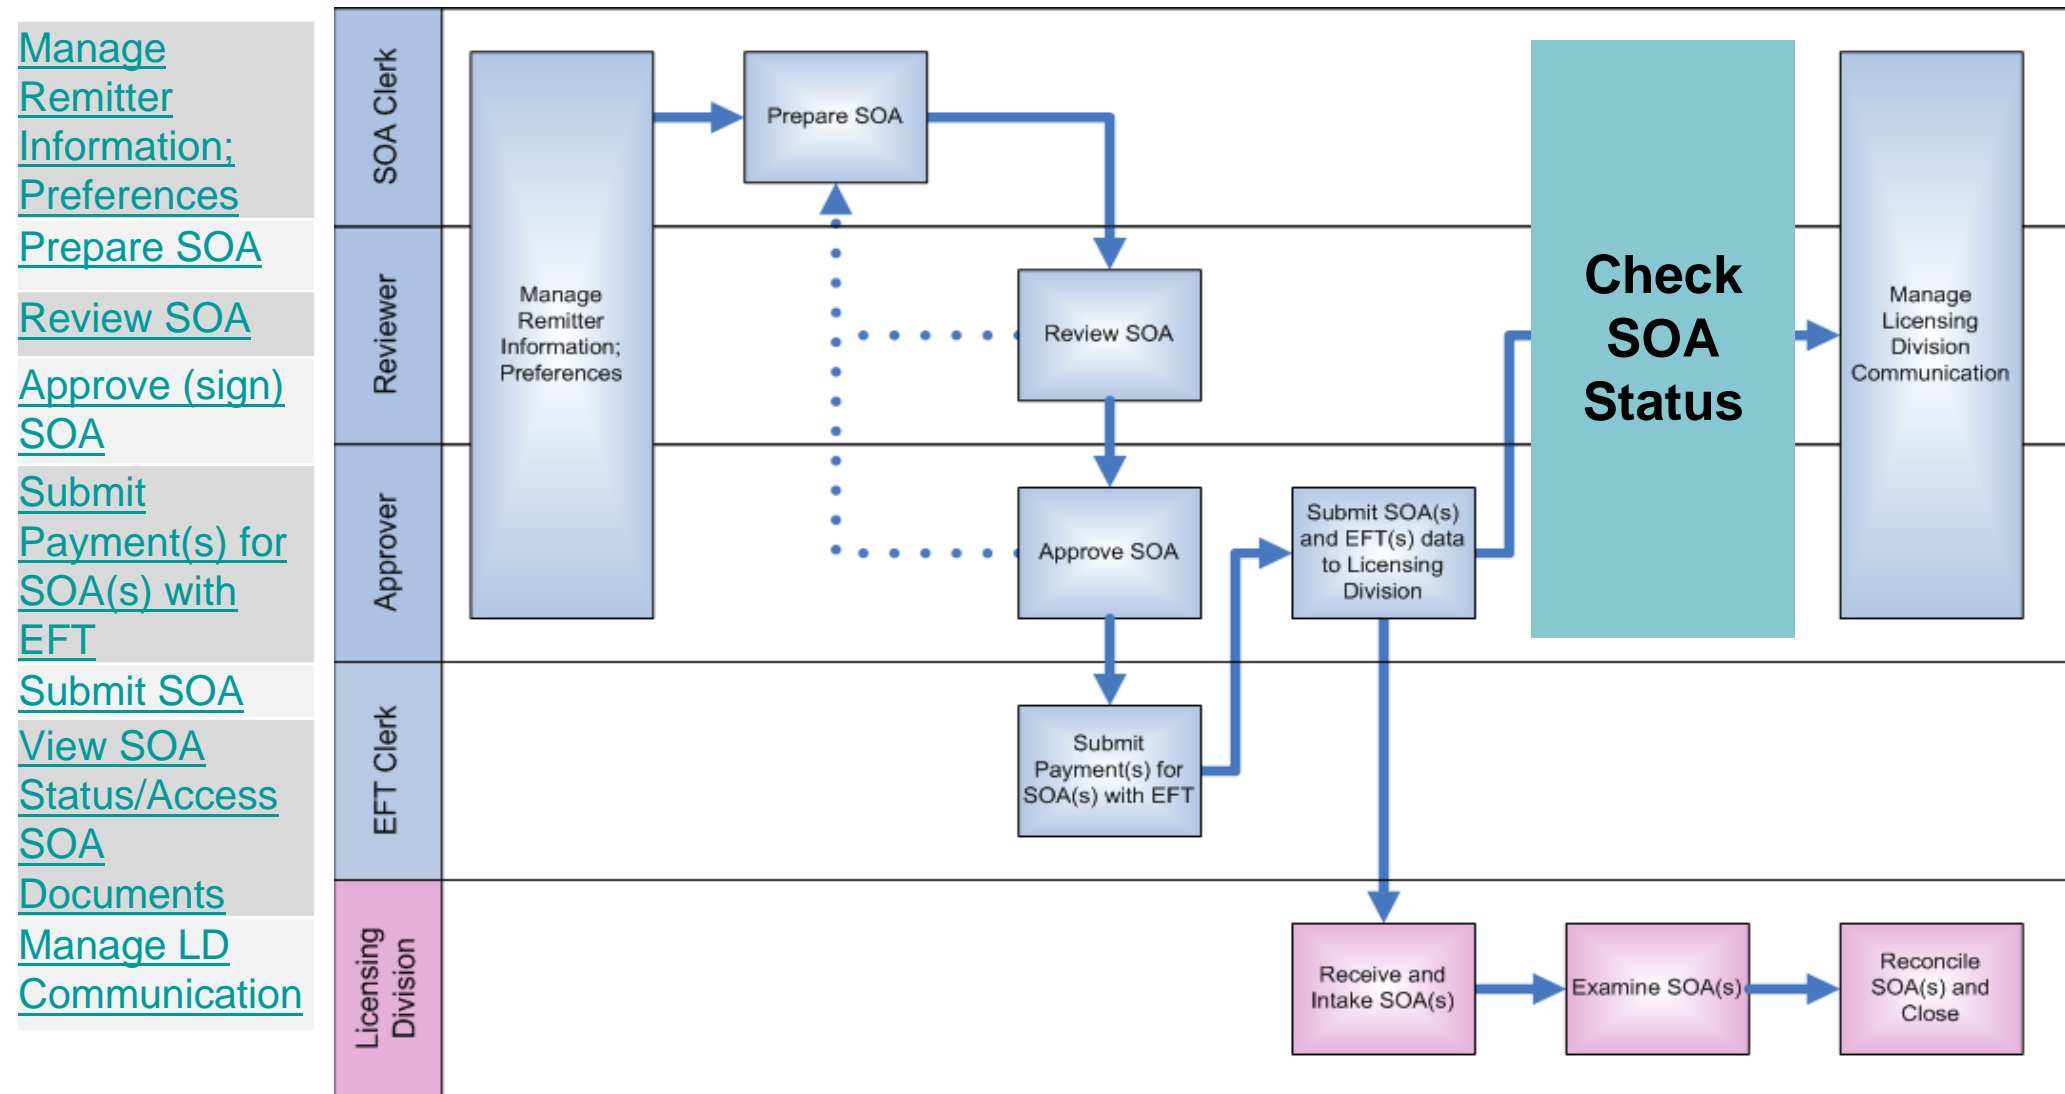 Manage
Remitter
Information;
Preferences
Prepare SOA
Review SOA
Approve (sign)
SOA
Submit
Payment(s) for
SOA(s) with
EFT
Submit SOA
View SOA
Status/Access
SOA
Documents
Manage LD
Communication
SOA Clerk
Reviewer
Approver
EFT Clerk
Licensing
Division
Manage
Remitter
Information;
Preferences
Prepare SOA
Review SOA
Approve SOA
Submit
Payment(s) for
SOA(s) with EFT
Submit SOA(s)
and EFT(s) data
to Licensing
Division
Check
SOA
Status
Manage
Licensing
Division
Communication
Receive and
Intake SOA(s)
Examine SOA(s)
Reconcile
SOA(s) and
Close